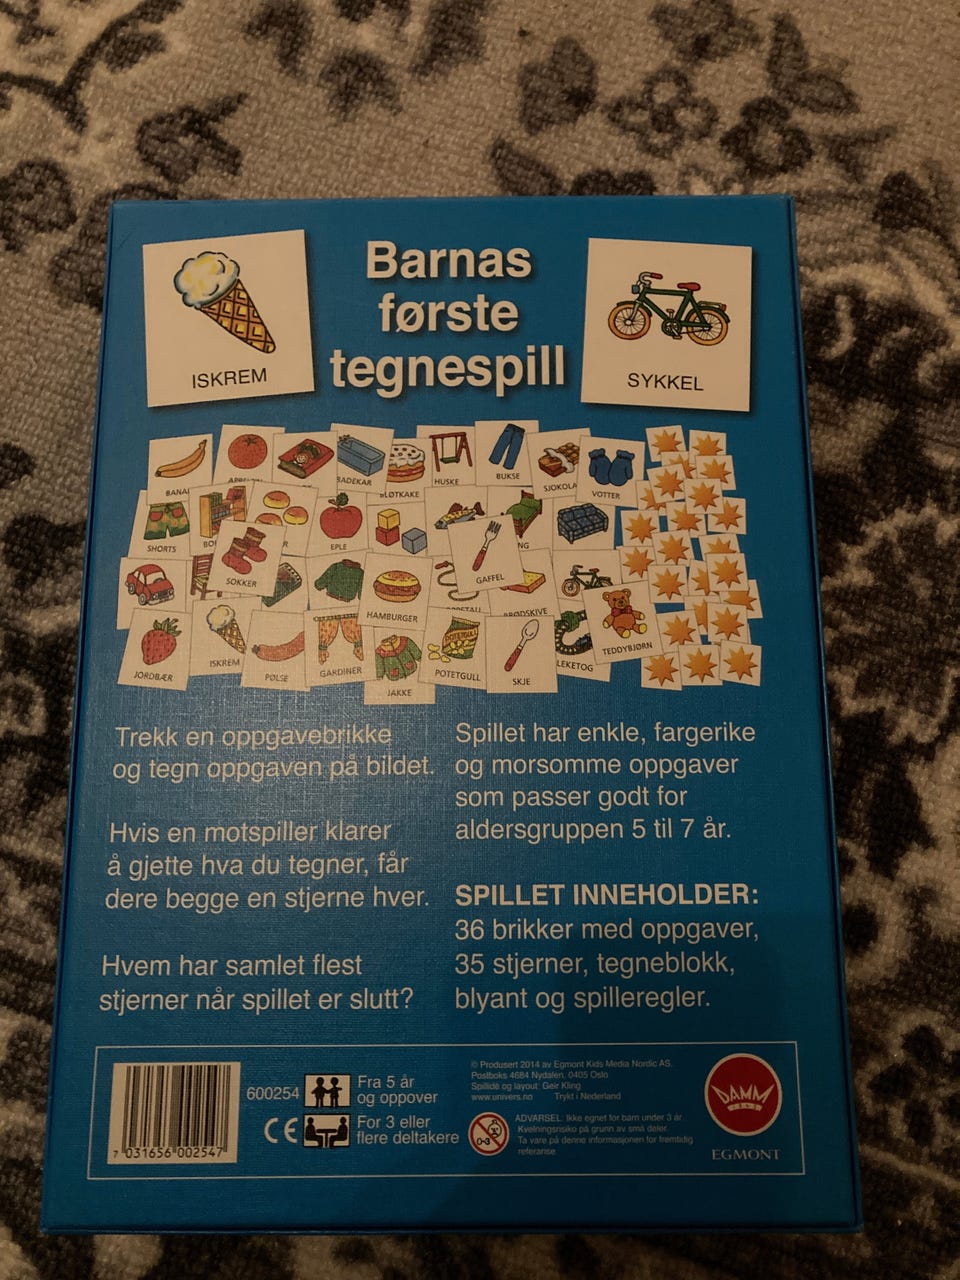 Barnas
første
tegnespill
ISKREM
SYKKEL
BADEKAR
BLØTKAKE
HUSKE
BUKSE
VOTTER
SHORTS
SOKKER
EPLE
GAFFEL
HAMBURGER
BRØDSKIVE
JORDBÆR
ISKREM
PØLSE
GARDINER
JAKKE
POTETGULL
POTETGULL
SKJE
LEKETOG
TEDDYBJØRN
Trekk en oppgavebrikke
og tegn oppgaven på bildet.
Hvis en motspiller klarer
å gjette hva du tegner, får
dere begge en stjerne hver.
Hvem har samlet flest
stjerner når spillet er slutt?
Spillet har enkle, fargerike
og morsomme oppgaver
som passer godt for
aldersgruppen 5 til 7 år.
SPILLET INNEHOLDER:
36 brikker med oppgaver,
35 stjerner, tegneblokk,
blyant og spilleregler.
7 031656 002547
600254
CE
Fra 5 år
og oppover
For 3 eller
flere deltakere
© Produsert 2014 av Egmont Kids Media Nordic AS.
Postboks 4684 Nydalen, 0405 Oslo
Spillidé og layout: Geir Kling
www.univers.no Trykt i Nederland
0-3
ADVARSEL: Ikke egnet for barn under 3 år.
Kvelningsrisiko på grunn av små deler.
Ta vare på denne informasjonen for fremtidig
referanse.
DAMM
EGMONT